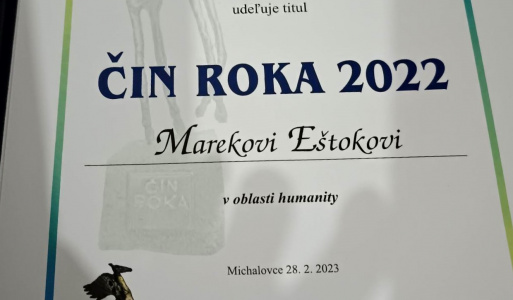 udeľuje titul
ČIN ROKA 2022
Marekovi Eštokovi
ČIN
ROKA
v oblasti humanity
Michalovce 28. 2. 2023